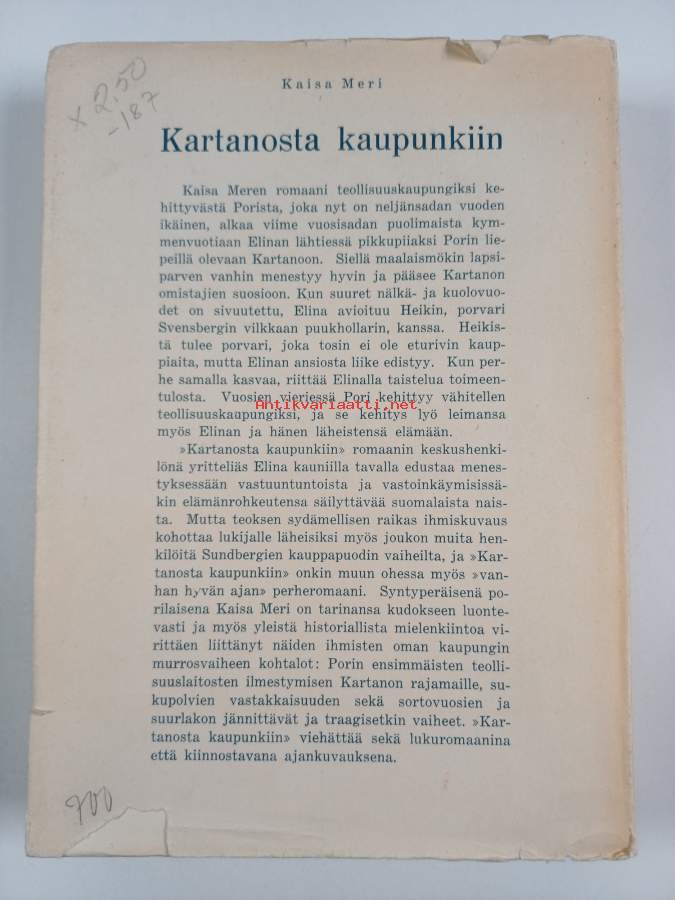 x 2,50
-187
Kaisa Meri
Kartanosta kaupunkiin
Kaisa Meren romaani teollisuuskaupungiksi ke-
hittyvästä Porista, joka nyt on neljänsadan vuoden
ikäinen, alkaa viime vuosisadan puolimaista kym-
menvuotiaan Elinan lähtiessä pikkupiiaksi Porin lie-
peillä olevaan Kartanoon. Siellä maalaismökin lapsi-
parven vanhin menestyy hyvin ja pääsee Kartanon
omistajien suosioon. Kun suuret nälkä- ja kuolovuo-
det on sivuutettu, Elina avioituu Heikin, porvari
Svensbergin vilkkaan puukhollarin, kanssa. Heikis-
tä tulee porvari, joka tosin ei ole eturivin kaup-
piaita, mutta Elinan ansiosta liike edistyy. Kun per-
he samalla kasvaa, riittää Elinalla taistelua toimeen-
tulosta. Vuosien vieriessä Pori kehittyy vähitellen
Antikvariaatti.net
teollisuuskaupungiksi, ja se kehitys lyö leimansa
myös Elinan ja hänen läheistensä elämään.
»Kartanosta kaupunkiin» romaanin keskushenki-
lönä yritteliäs Elina kauniilla tavalla edustaa menes-
tyksessään vastuuntuntoista ja vastoinkäymisissä-
kin elämänrohkeutensa säilyttävää suomalaista nais-
ta. Mutta teoksen sydämellisen raikas ihmiskuvaus
kohottaa lukijalle läheisiksi myös joukon muita hen-
kilöitä Sundbergien kauppapuodin vaiheilta, ja »Kar-
tanosta kaupunkiin» onkin muun ohessa myös »van-
han hyvän ajan» perheromaani. Syntyperäisenä po-
rilaisena Kaisa Meri on tarinansa kudokseen luonte-
vasti ja myös yleistä historiallista mielenkiintoa vi-
rittäen liittänyt näiden ihmisten oman kaupungin
murrosvaiheen kohtalot: Porin ensimmäisten teolli-
suuslaitosten ilmestymisen Kartanon rajamaille, su-
kupolvien vastakkaisuuden sekä sortovuosien ja
suurlakon jännittävät ja traagisetkin vaiheet. »Kar-
tanosta kaupunkiin» viehättää sekä lukuromaanina
että kiinnostavana ajankuvauksena.
700